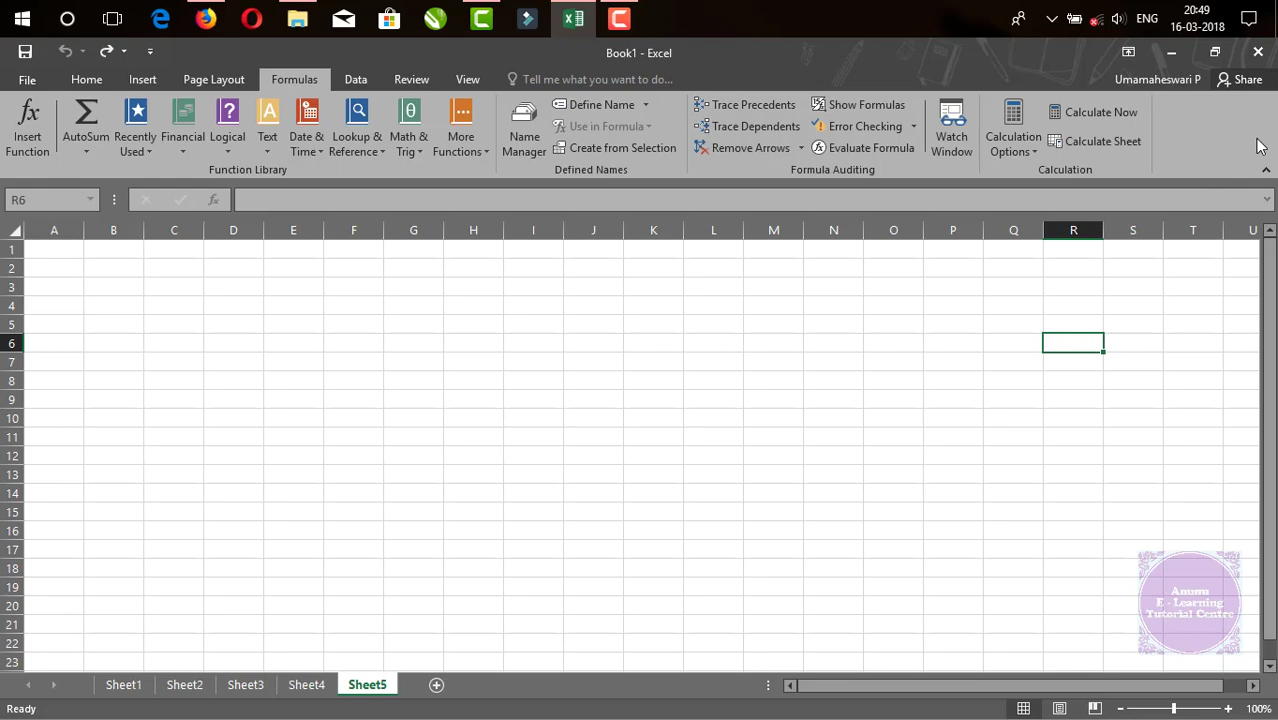 20:49
ENG
16-03-2018
Book1 - Excel
File Home Insert Page Layout Formulas Data Review View Tell me what you want to do... Umamaheswari P Share
Insert Function
AutoSum
Recently Used
Financial
Logical
Text
Date & Time
Lookup & Reference
Math & Trig
More Functions
Function Library
Name Manager
Define Name
Use in Formula
Create from Selection
Defined Names
Trace Precedents
Trace Dependents
Remove Arrows
Show Formulas
Error Checking
Evaluate Formula
Formula Auditing
Watch Window
Calculation Options
Calculate Now
Calculate Sheet
Calculation
R6
fx
A B C D E F G H I J K L M N O P Q R S T U
1
2
3
4
5
6
7
8
9
10
11
12
13
14
15
16
17
18
19
20
21
22
23
Anumu
E - Learning
Tutorial Centre
Sheet1 Sheet2 Sheet3 Sheet4 Sheet5
Ready
100%